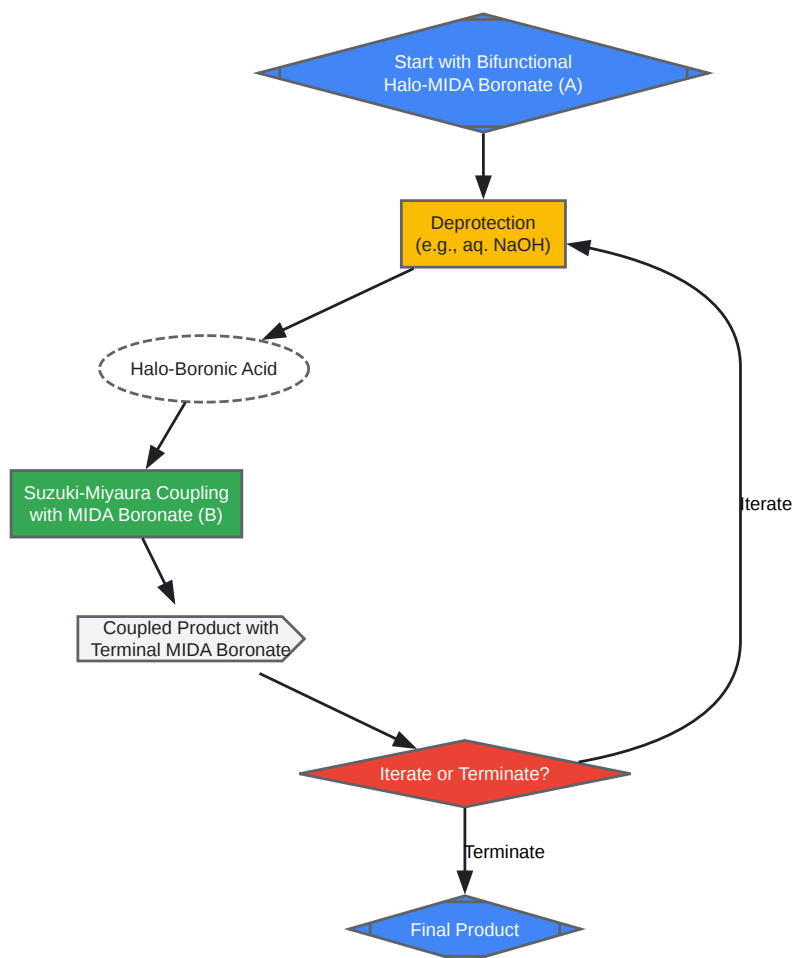 Start with Bifunctional
Halo-MIDA Boronate (A)
Deprotection
(e.g., aq. NaOH)
Halo-Boronic Acid
Suzuki-Miyaura Coupling
with MIDA Boronate (B)
Iterate
Coupled Product with
Terminal MIDA Boronate
Iterate or Terminate?
Terminate
Final Product